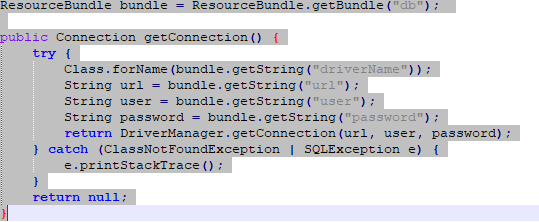 ResourceBundle bundle = ResourceBundle.getBundle("db");
public Connection getConnection() {
try {
Class.forName(bundle.getString("driverName"));
String url = bundle.getString("url");
String user = bundle.getString("user");
String password = bundle.getString("password");
return DriverManager.getConnection(url, user, password);
} catch (ClassNotFoundException | SQLException e) {
e.printStackTrace();
}
return null;
}